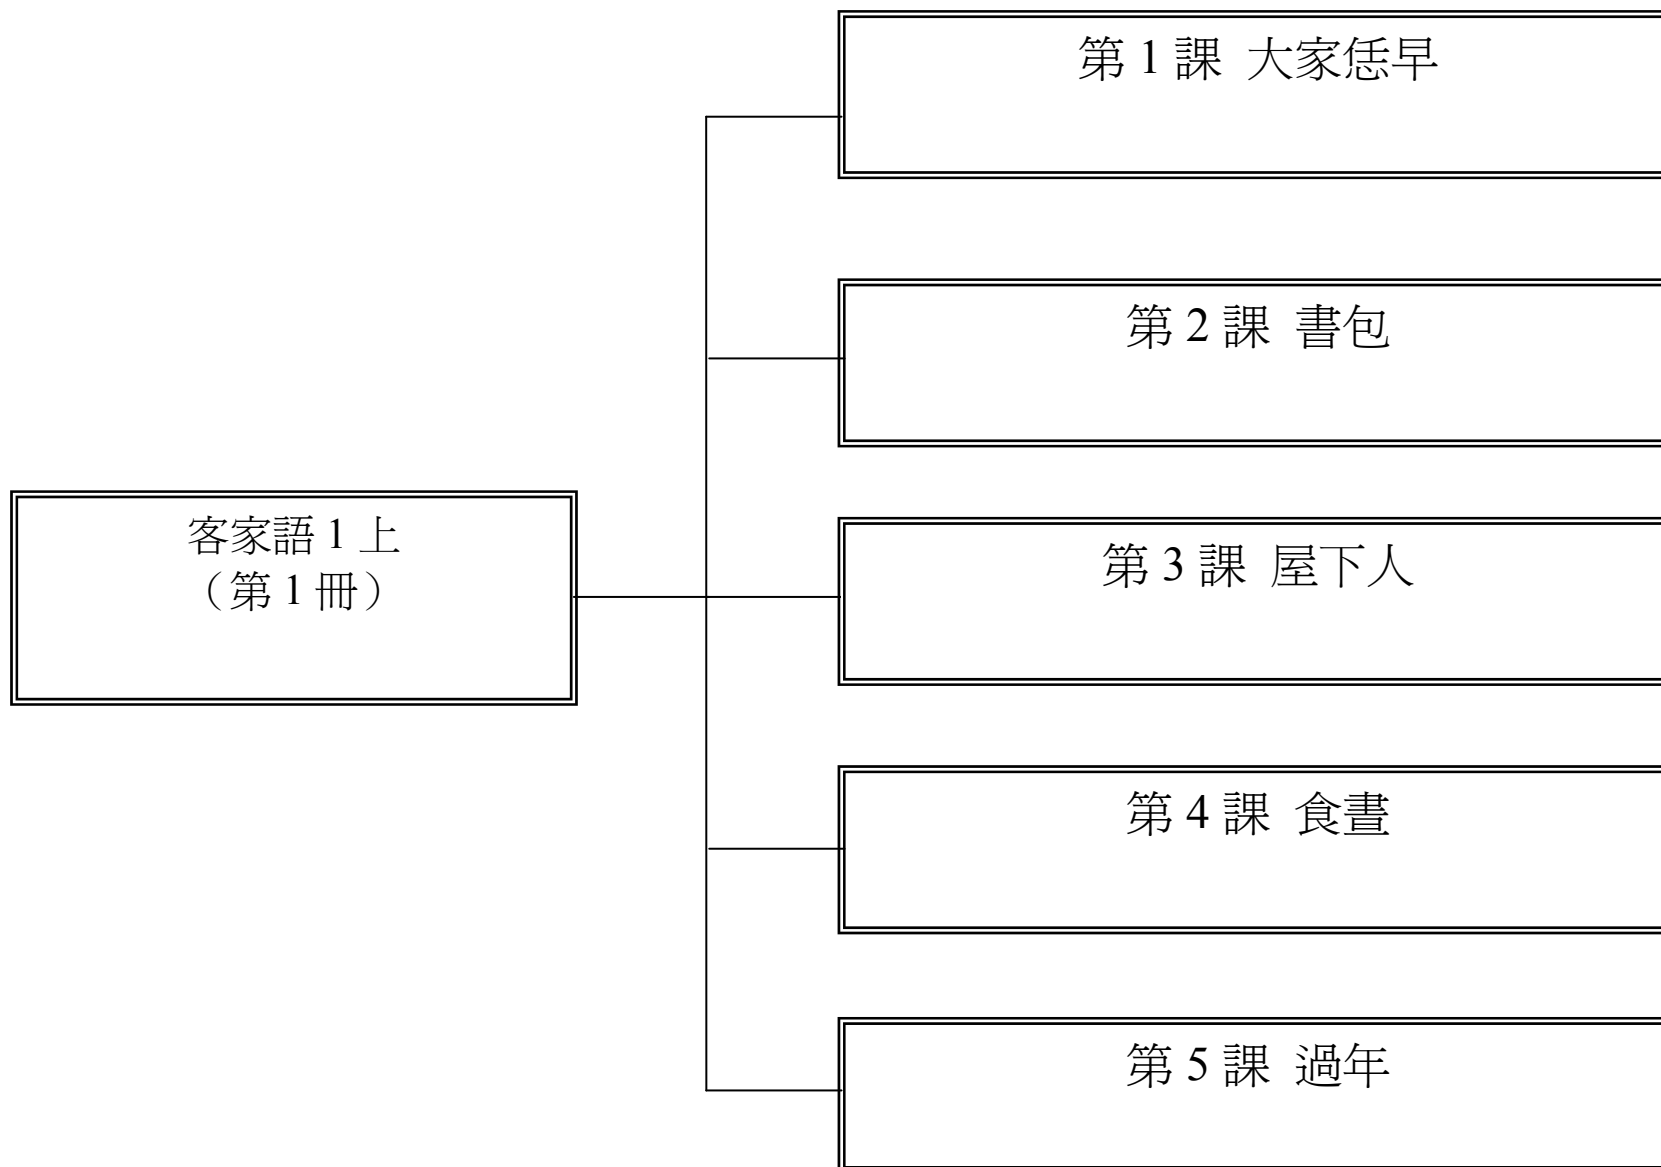 第 1 課 大家恁早
第 2 課 書包
客家語 1 上
（第 1 冊）
第 3 課 屋下人
第 4 課 食晝
第 5 課 過年